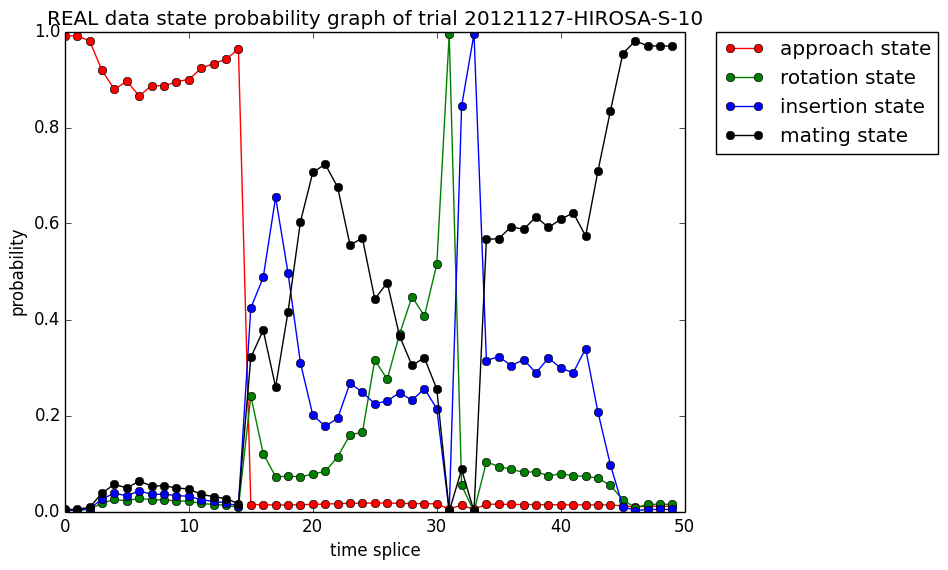 REAL data state probability graph of trial 20121127-HIROSA-S-10
1.0
0.8
0.6
0.4
0.2
0.0
probability
0 10 20 30 40 50
time splice
approach state
rotation state
insertion state
mating state